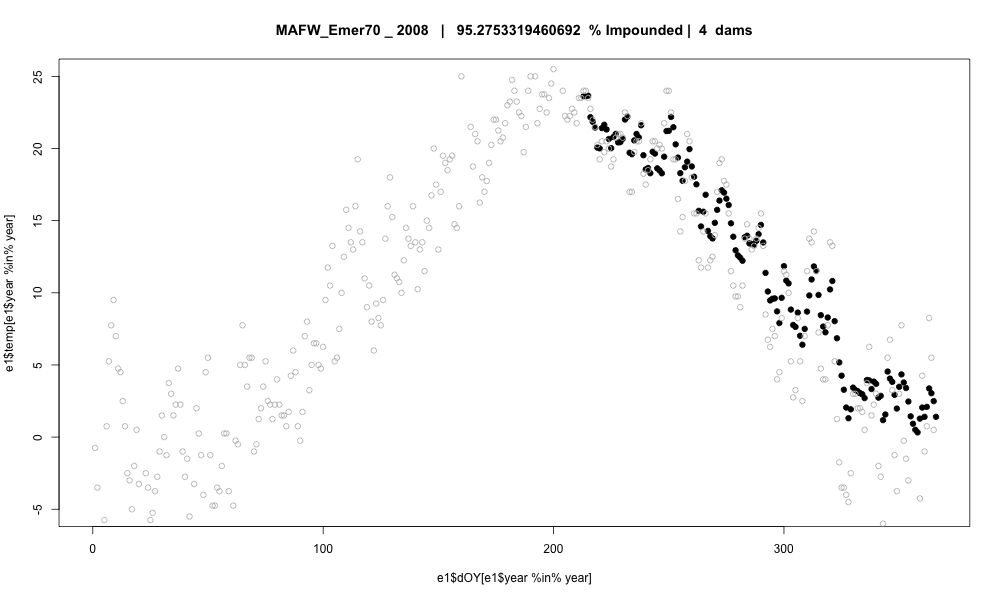 MAFW_Emer70 _ 2008 | 95.2753319460692 % Impounded | 4 dams
25
20
15
10
5
0
-5
e1$temp[e1$year %in% year]
0 100 200 300
e1$dOY[e1$year %in% year]